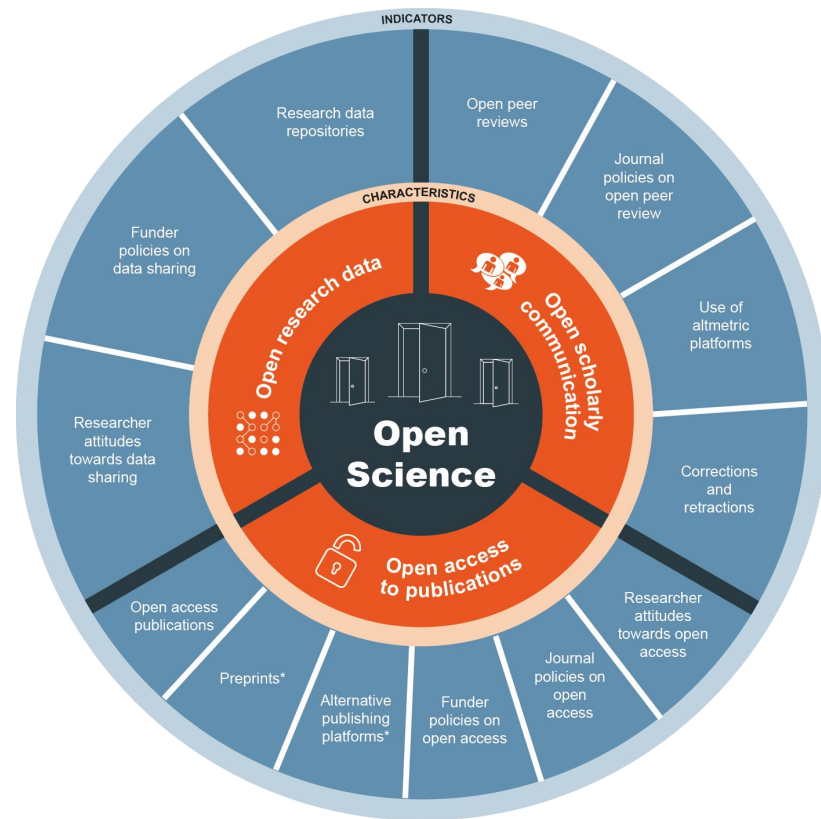 INDICATORS
Research data
repositories
Open peer
reviews
Journal
policies on
open peer
review
Use of
altmetric
platforms
Corrections
and
retractions
Researcher
attitudes
towards open
access
Journal
policies on
open
access
Funder
policies on
open access
Alternative
publishing
platforms*
Preprints*
Open access
publications
Researcher
attitudes
towards data
sharing
Funder
policies on
data sharing
CHARACTERISTICS
Open research data
Open scholarly
communication
Open access
to publications
Open
Science